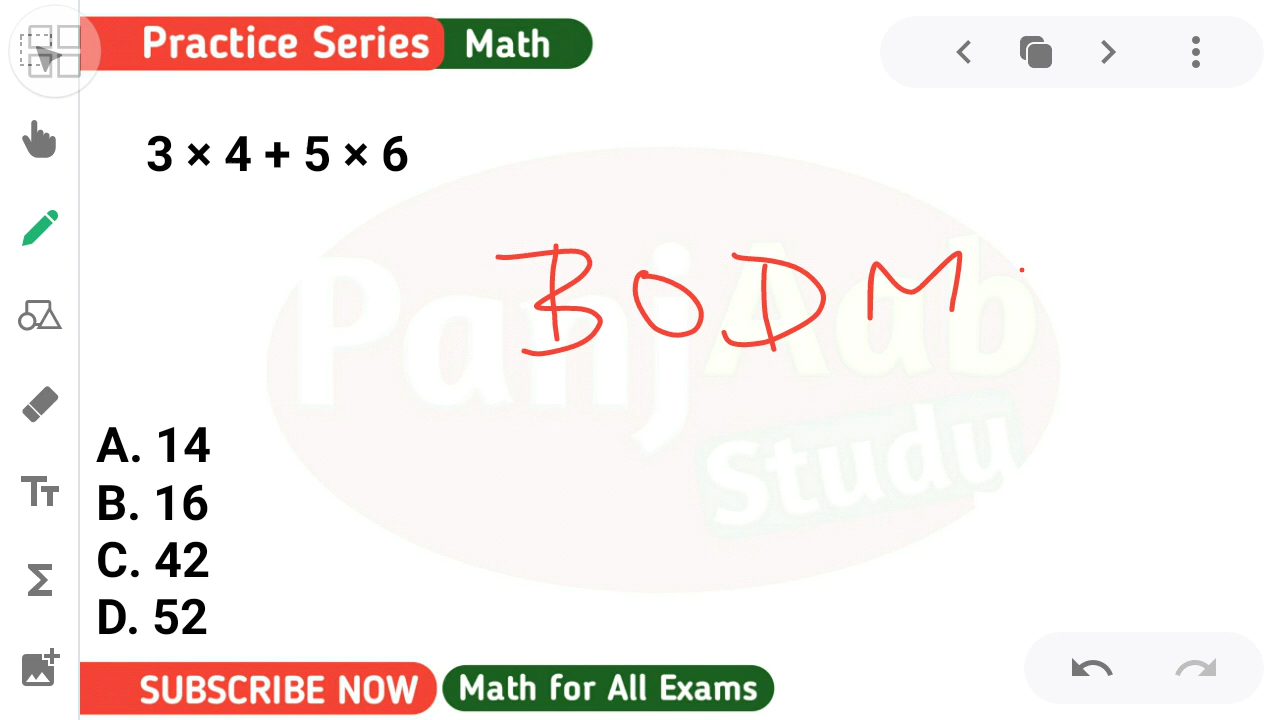 Practice Series Math
3 × 4 + 5 × 6
BODM
PanjAab
Study
A. 14
B. 16
C. 42
D. 52
SUBSCRIBE NOW Math for All Exams
Tт
Σ